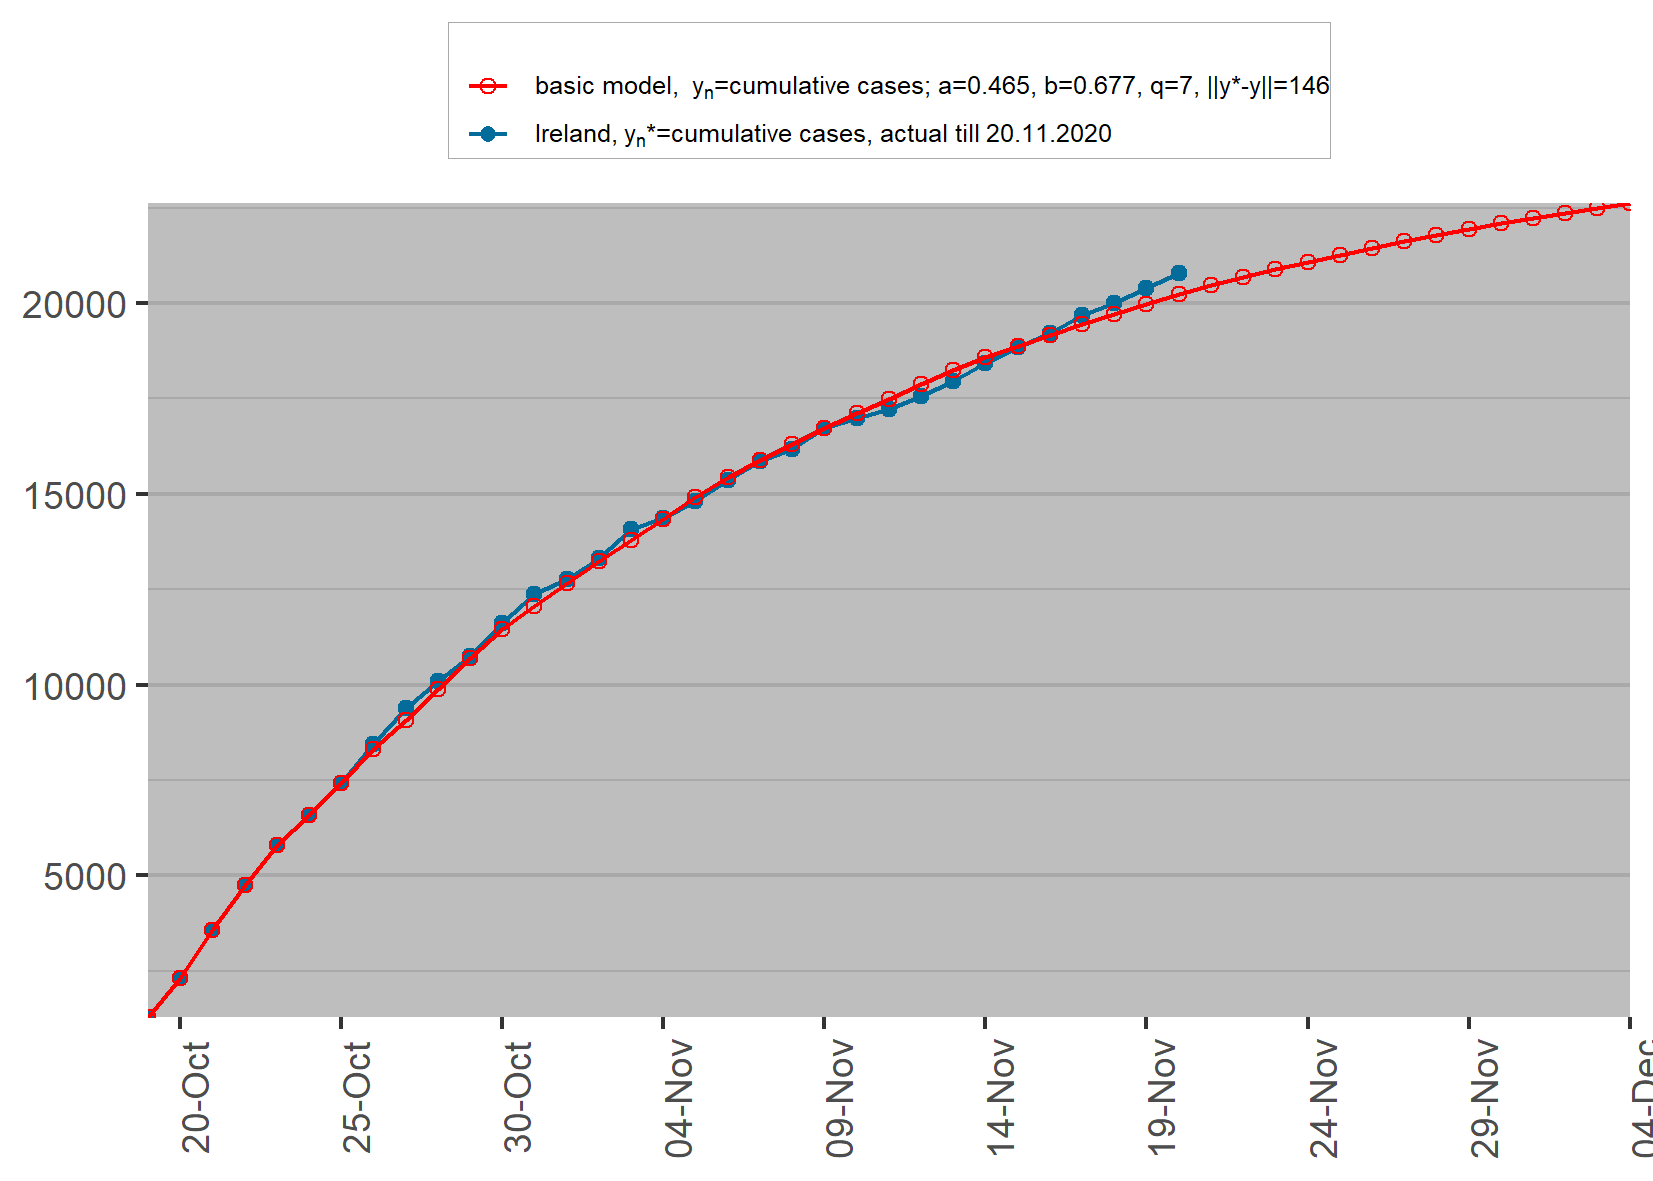 basic model,  yn=cumulative cases; a=0.465, b=0.677, q=7, ||y*-y||=146
Ireland, yn*=cumulative cases, actual till 20.11.2020
20000
15000
10000
5000
20-Oct
25-Oct
30-Oct
04-Nov
09-Nov
14-Nov
19-Nov
24-Nov
29-Nov
04-Dec